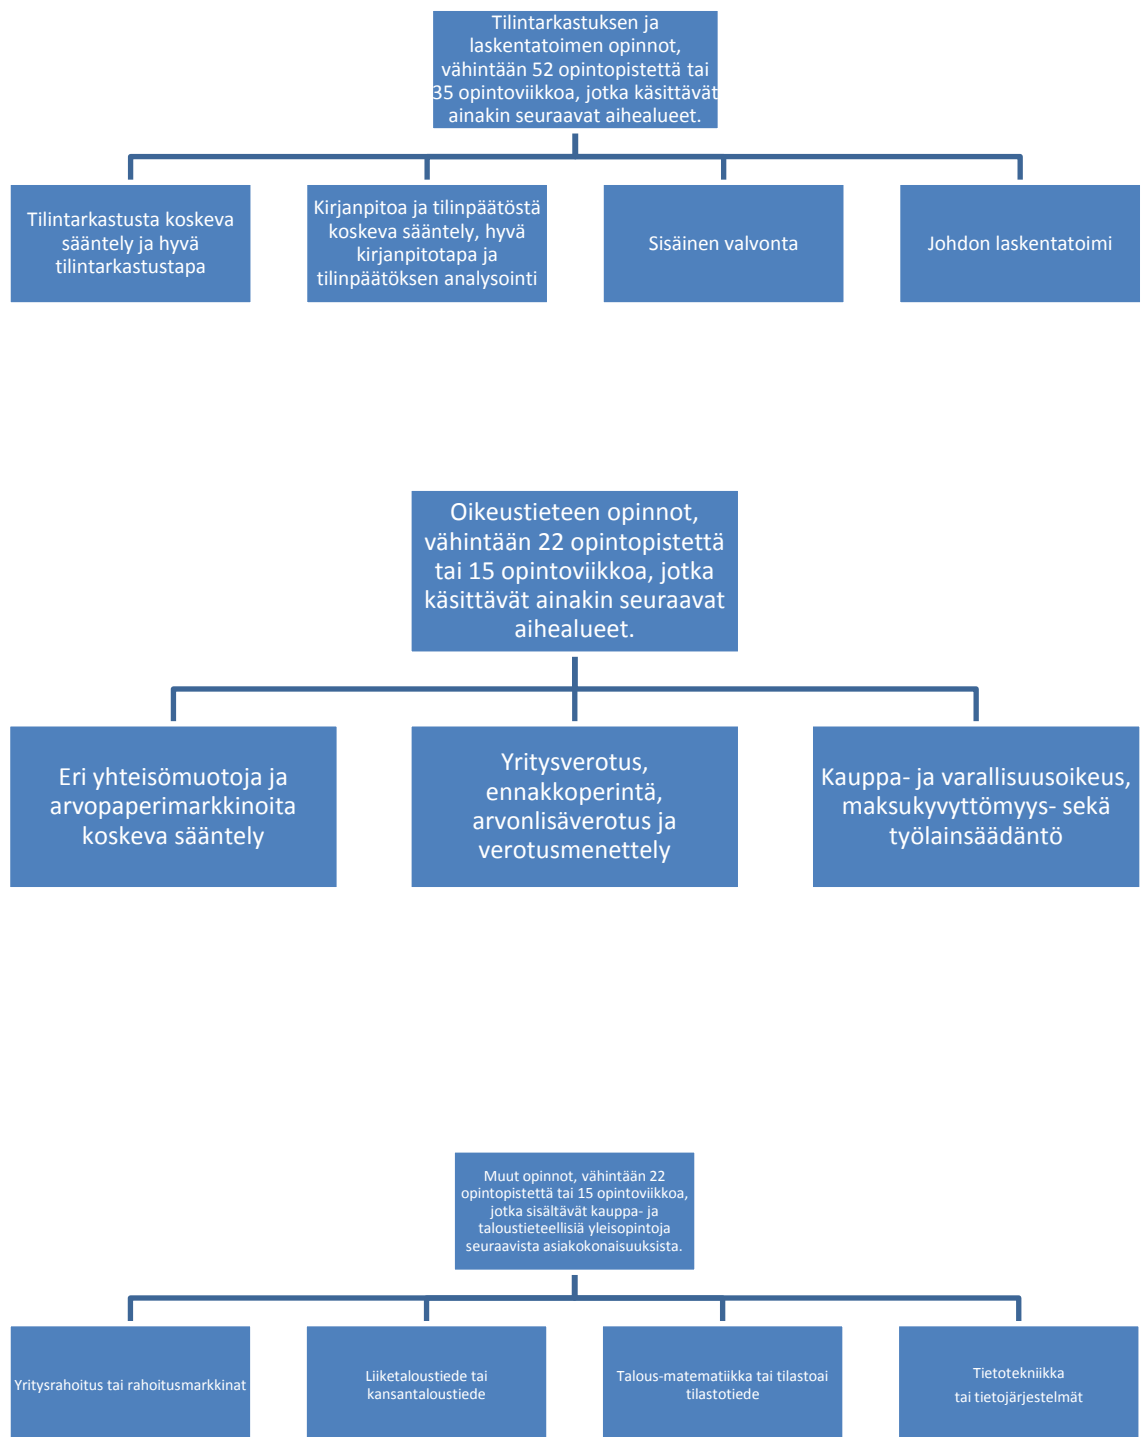 Tilintarkastuksen ja
laskentatoimen opinnot,
vähintään 52 opintopistettä tai
35 opintoviikkoa, jotka käsittävät
ainakin seuraavat aihealueet.
Tilintarkastusta koskeva
sääntely ja hyvä
tilintarkastustapa
Kirjanpitoa ja tilinpäätöstä
koskeva sääntely, hyvä
kirjanpitotapa ja
tilinpäätöksen analysointi
Sisäinen valvonta
Johdon laskentatoimi
Oikeustieteen opinnot,
vähintään 22 opintopistettä
tai 15 opintoviikkoa, jotka
käsittävät ainakin seuraavat
aihealueet.
Eri yhteisömuotoja ja
arvopaperimarkkinoita
koskeva sääntely
Yritysverotus,
ennakkoperintä,
arvonlisäverotus ja
verotusmenettely
Kauppa- ja varallisuusoikeus,
maksukyvyttömyys- sekä
työlainsäädäntö
Muut opinnot, vähintään 22
opintopistettä tai 15 opintoviikkoa,
jotka sisältävät kauppa- ja
taloustieteellisiä yleisopintoja
seuraavista asiakokonaisuuksista.
Yritysrahoitus tai rahoitusmarkkinat
Liiketaloustiede tai
kansantaloustiede
Talous-matematiikka tai tilastoai
tilastotiede
Tietotekniikka
tai tietojärjestelmät